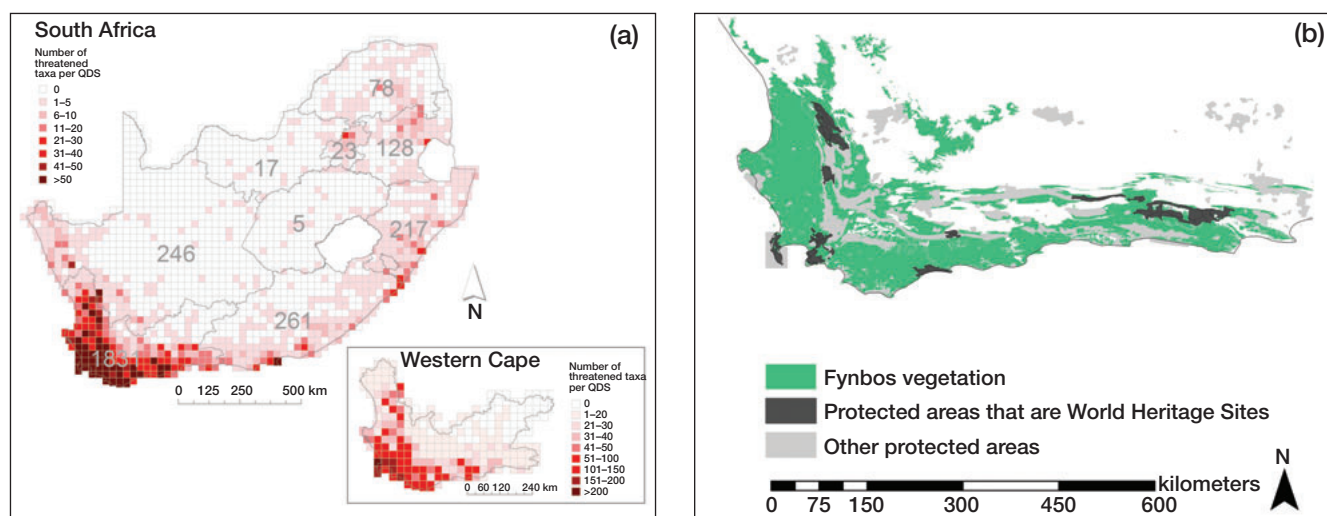 South Africa
(a)
Number of
threatened
taxa per QDS
0
1–5
6–10
11–20
21–30
31–40
41–50
>50
78
23
128
17
5
217
246
261
1831
N
0 125 250 500 km
Western Cape
Number of
threatened taxa
per QDS
0
1–20
21–30
31–40
41–50
51–100
101–150
151–200
>200
0 60 120 240 km
(b)
Fynbos vegetation
Protected areas that are World Heritage Sites
Other protected areas
N
kilometers
0 75 150 300 450 600